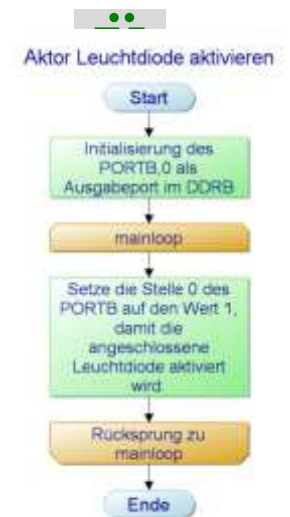 Aktor Leuchtdiode aktivieren
Start
Initialisierung des
PORTB,0 als
Ausgabeport im DDRB
mainloop
Setze die Stelle 0 des
PORTB auf den Wert 1,
damit die
angeschlossene
Leuchtdiode aktiviert
wird
Rücksprung zu
mainloop
Ende